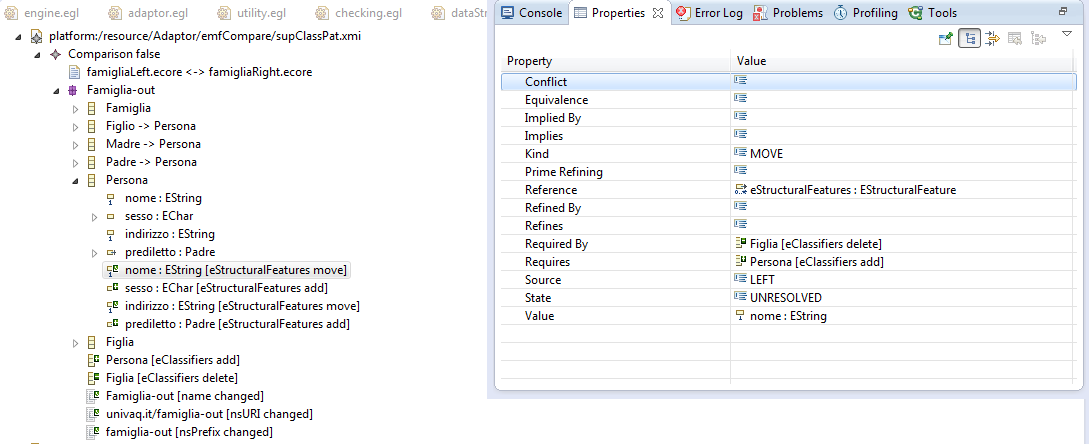 engine.egl adaptor.egl utility.egl checking.egl dataStr
platform:/resource/Adaptor/emfCompare/supClassPat.xmi
Comparison false
famigliaLeft.ecore <-> famigliaRight.ecore
Famiglia-out
Famiglia
Figlio -> Persona
Madre -> Persona
Padre -> Persona
Persona
nome : EString
sesso : EChar
indirizzo : EString
prediletto : Padre
nome : EString [eStructuralFeatures move]
sesso : EChar [eStructuralFeatures add]
indirizzo : EString [eStructuralFeatures move]
prediletto : Padre [eStructuralFeatures add]
Figlia
Persona [eClassifiers add]
Figlia [eClassifiers delete]
Famiglia-out [name changed]
univaq.it/famiglia-out [nsURI changed]
famiglia-out [nsPrefix changed]
Console Properties Error Log Problems Profiling Tools
Property Value
Conflict
Equivalence
Implied By
Implies
Kind MOVE
Prime Refining
Reference eStructuralFeatures : EStructuralFeature
Refined By
Refines
Required By Figlia [eClassifiers delete]
Requires Persona [eClassifiers add]
Source LEFT
State UNRESOLVED
Value nome : EString